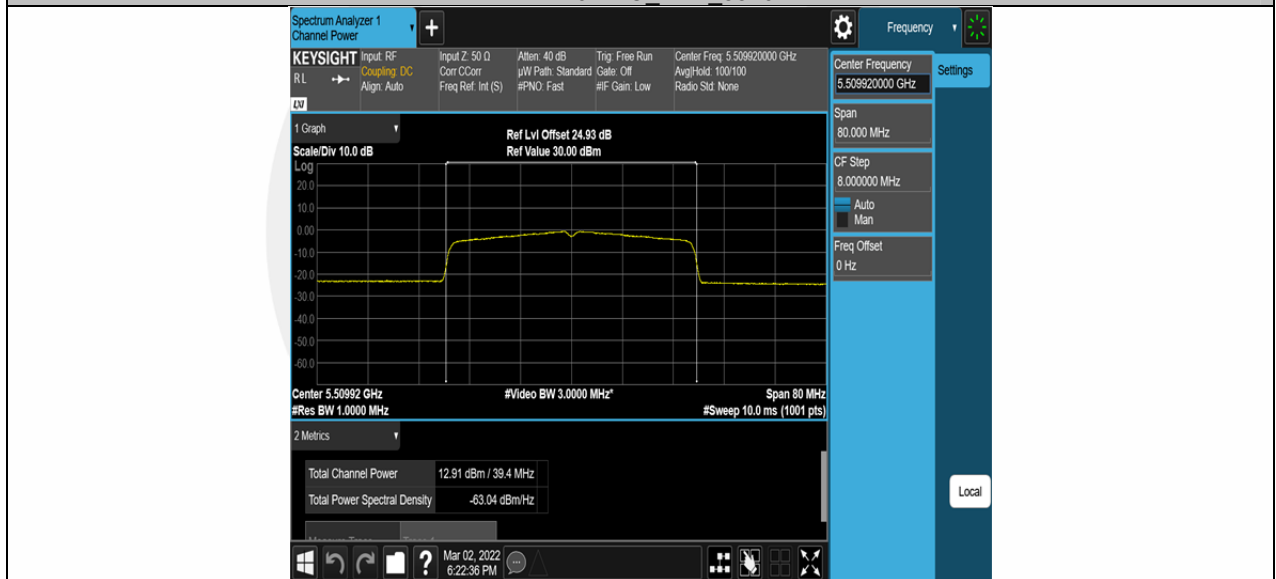 Spectrum Analyzer 1
Channel Power
+
Frequency
KEYSIGHT
RL
LXI
Input: RF
Coupling: DC
Align: Auto
Input Z: 50 Ω
Corr CCorr
Freq Ref: Int (S)
Atten: 40 dB
µW Path: Standard
#PNO: Fast
Trig: Free Run
Gate: Off
#IF Gain: Low
Center Freq: 5.509920000 GHz
Avg|Hold: 100/100
Radio Std: None
1 Graph
Scale/Div 10.0 dB
Ref Lvl Offset 24.93 dB
Ref Value 30.00 dBm
Log
20.0
10.0
0.00
-10.0
-20.0
-30.0
-40.0
-50.0
-60.0
Center 5.50992 GHz
#Res BW 1.0000 MHz
#Video BW 3.0000 MHz*
Span 80 MHz
#Sweep 10.0 ms (1001 pts)
2 Metrics
Total Channel Power 12.91 dBm / 39.4 MHz
Total Power Spectral Density -63.04 dBm/Hz
?
Mar 02, 2022
6:22:36 PM
Center Frequency
5.509920000 GHz
Settings
Span
80.000 MHz
CF Step
8.000000 MHz
Auto
Man
Freq Offset
0 Hz
Local